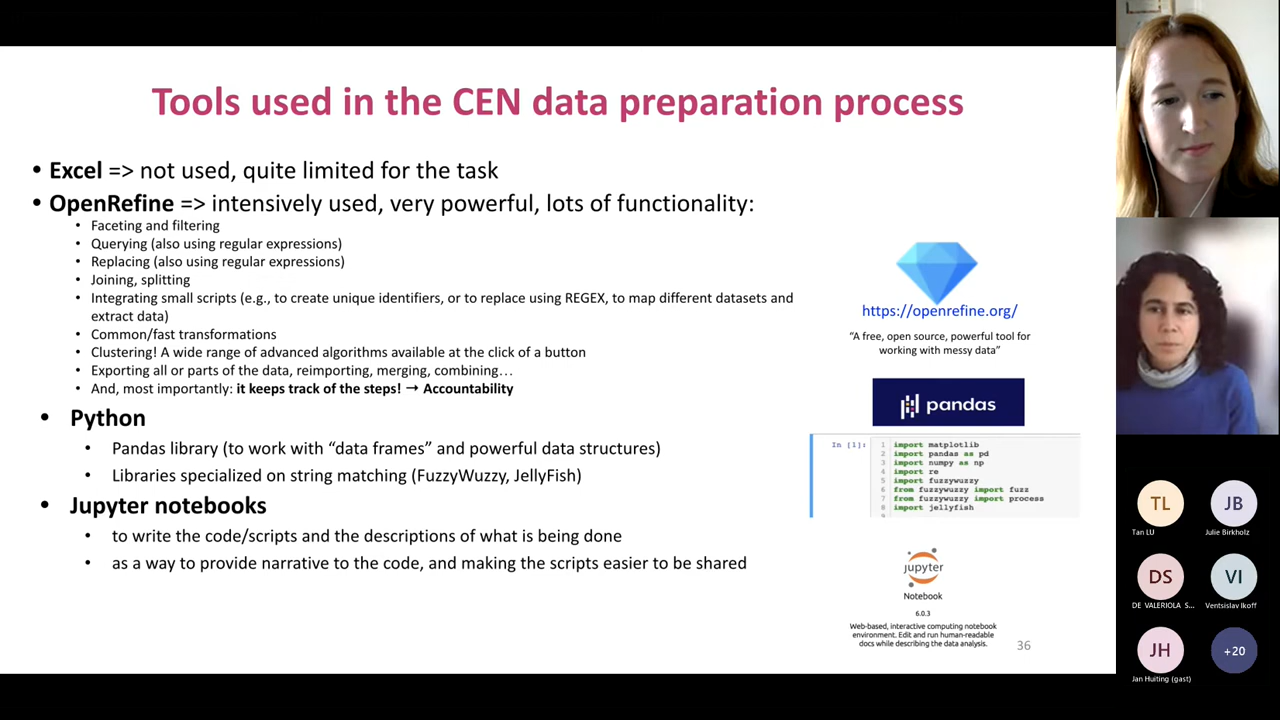 Tools used in the CEN data preparation process
• Excel => not used, quite limited for the task
• OpenRefine => intensively used, very powerful, lots of functionality:
• Faceting and filtering
• Querying (also using regular expressions)
• Replacing (also using regular expressions)
• Joining, splitting
• Integrating small scripts (e.g., to create unique identifiers, or to replace using REGEX, to map different datasets and
extract data)
• Common/fast transformations
• Clustering! A wide range of advanced algorithms available at the click of a button
• Exporting all or parts of the data, reimporting, merging, combining…
• And, most importantly: it keeps track of the steps! → Accountability
• Python
• Pandas library (to work with “data frames” and powerful data structures)
• Libraries specialized on string matching (FuzzyWuzzy, JellyFish)
• Jupyter notebooks
• to write the code/scripts and the descriptions of what is being done
• as a way to provide narrative to the code, and making the scripts easier to be shared
https://openrefine.org/
“A free, open source, powerful tool for
working with messy data”
pandas
In [1]:
1 import matplotlib
2 import pandas as pd
3 import numpy as np
4 import re
5 import fuzzywuzzy
6 from fuzzywuzzy import fuzz
7 from fuzzywuzzy import process
8 import jellyfish
jupyter
Notebook
6.0.3
Web-based, interactive computing notebook
environment. Edit and run human-readable
docs while describing the data analysis.
36
TL
Tan LU
JB
Julie Birkholz
DS
DE VALERIOLA S...
VI
Ventsislav Ikoff
JH
Jan Huiting (gast)
+20